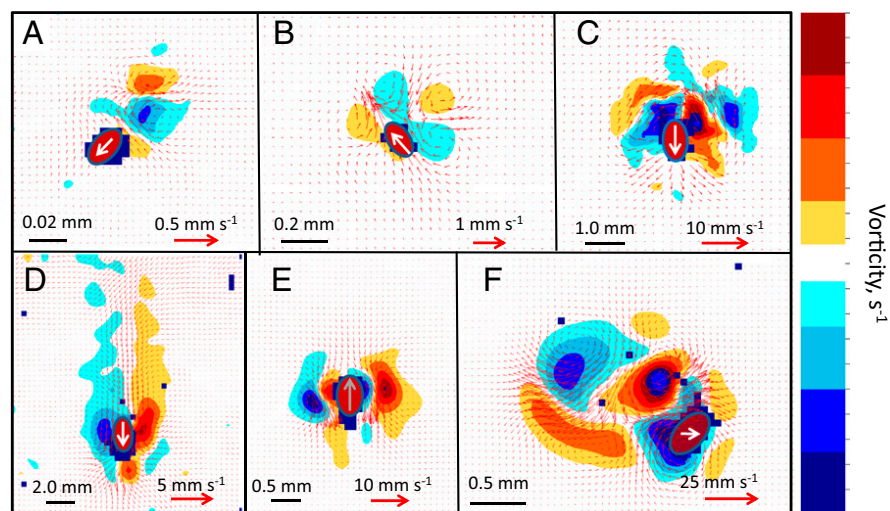 A
B
C
0.02 mm
0.5 mm s-1
0.2 mm
1 mm s-1
1.0 mm
10 mm s-1
D
E
F
2.0 mm
5 mm s-1
0.5 mm
10 mm s-1
0.5 mm
25 mm s-1
Vorticity, s-1